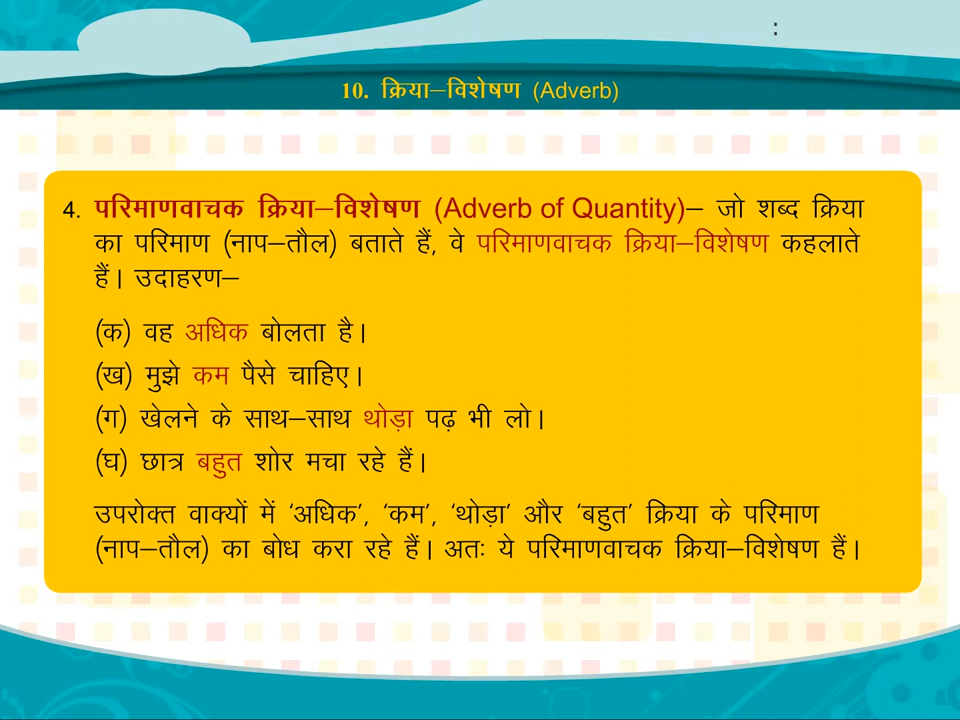 :
10. क्रिया–विशेषण (Adverb)
4. परिमाणवाचक क्रिया–विशेषण (Adverb of Quantity)– जो शब्द क्रिया
का परिमाण (नाप–तौल) बताते हैं, वे परिमाणवाचक क्रिया–विशेषण कहलाते
हैं। उदाहरण–
(क) वह अधिक बोलता है।
(ख) मुझे कम पैसे चाहिए।
(ग) खेलने के साथ–साथ थोड़ा पढ़ भी लो।
(घ) छात्र बहुत शोर मचा रहे हैं।
उपरोक्त वाक्यों में ‘अधिक’, ‘कम’, ‘थोड़ा’ और ‘बहुत’ क्रिया के परिमाण
(नाप–तौल) का बोध करा रहे हैं। अतः ये परिमाणवाचक क्रिया–विशेषण हैं।